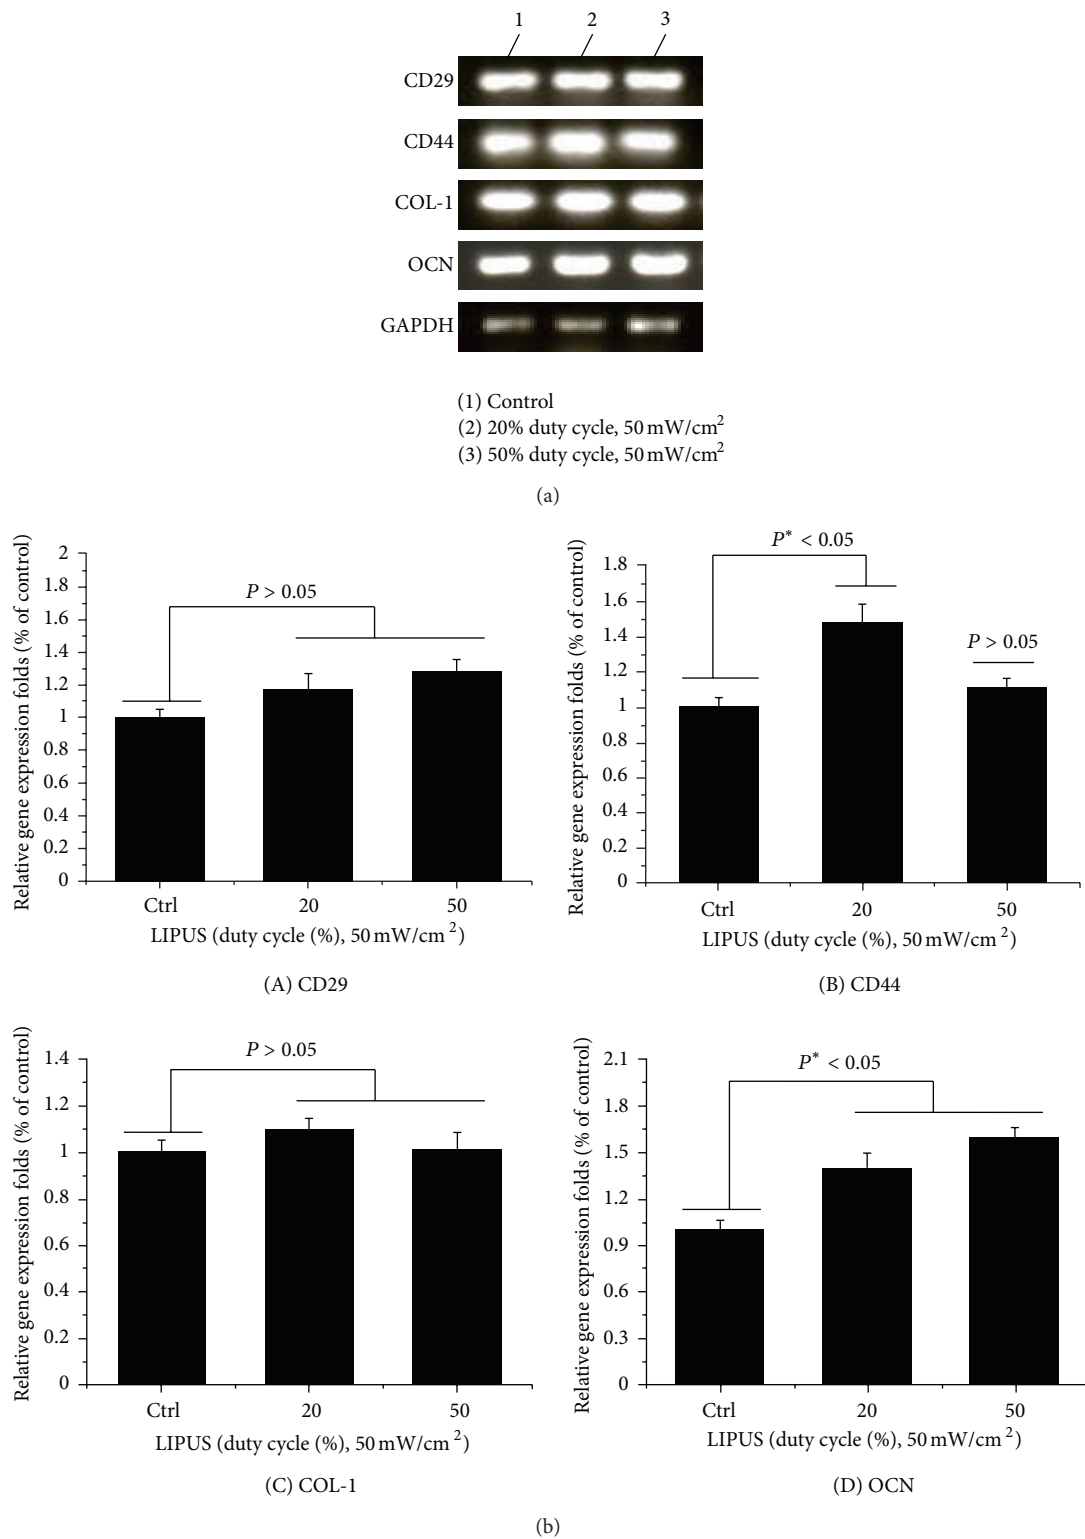 1 2 3
CD29
CD44
COL-1
OCN
GAPDH
(1) Control
(2) 20% duty cycle, 50 mW/cm²
(3) 50% duty cycle, 50 mW/cm²
(a)
Relative gene expression folds (% of control)
2
1.8
1.6
1.4
1.2
1
0.8
0.6
0.4
0.2
0
P > 0.05
Ctrl 20 50
LIPUS (duty cycle (%), 50 mW/cm²)
(A) CD29
Relative gene expression folds (% of control)
1.8
1.6
1.4
1.2
1
0.8
0.6
0.4
0.2
0
P* < 0.05
P > 0.05
Ctrl 20 50
LIPUS (duty cycle (%), 50 mW/cm²)
(B) CD44
Relative gene expression folds (% of control)
1.4
1.2
1
0.8
0.6
0.4
0.2
0
P > 0.05
Ctrl 20 50
LIPUS (duty cycle (%), 50 mW/cm²)
(C) COL-1
Relative gene expression folds (% of control)
2.1
1.8
1.5
1.2
0.9
0.6
0.3
0
P* < 0.05
Ctrl 20 50
LIPUS (duty cycle (%), 50 mW/cm²)
(D) OCN
(b)